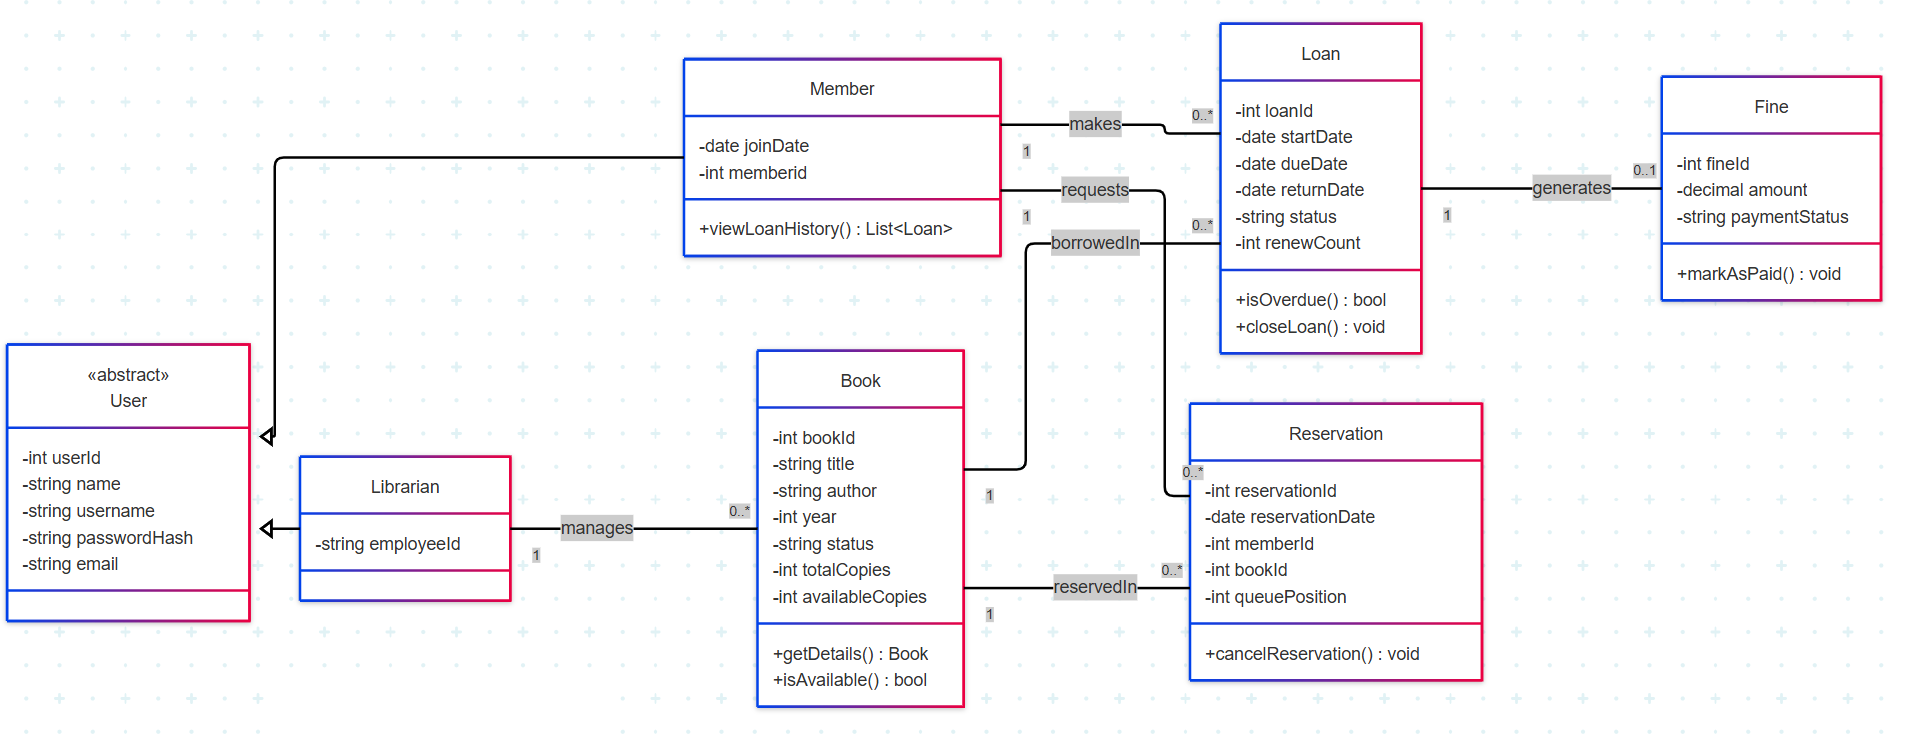 Member
-date joinDate
-int memberid
+viewLoanHistory() : List<Loan>
makes
1
0..*
requests
1
0..*
borrowedIn
1
0..*
Loan
-int loanId
-date startDate
-date dueDate
-date returnDate
-string status
-int renewCount
+isOverdue() : bool
+closeLoan() : void
generates
1
0..1
Fine
-int fineId
-decimal amount
-string paymentStatus
+markAsPaid() : void
«abstract»
User
-int userId
-string name
-string username
-string passwordHash
-string email
Librarian
-string employeeId
manages
1
0..*
Book
-int bookId
-string title
-string author
-int year
-string status
-int totalCopies
-int availableCopies
+getDetails() : Book
+isAvailable() : bool
reservedIn
1
0..*
Reservation
-int reservationId
-date reservationDate
-int memberId
-int bookId
-int queuePosition
+cancelReservation() : void